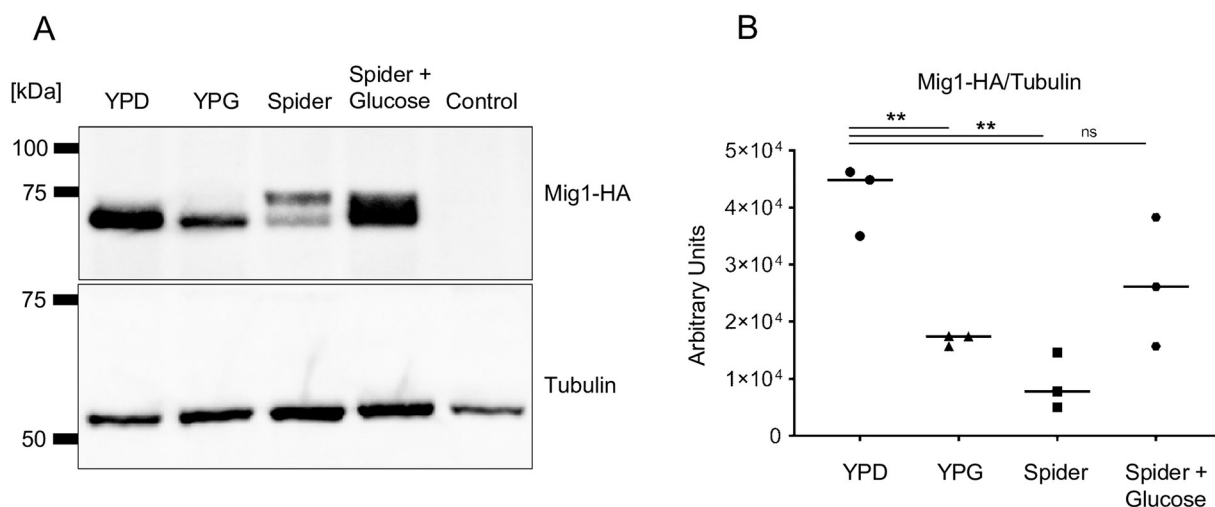 A
[kDa]
YPD
YPG
Spider
Spider +
Glucose
Control
100
75
Mig1-HA
75
50
Tubulin
B
Mig1-HA/Tubulin
**
**
ns
Arbitrary Units
5×10⁴
4×10⁴
3×10⁴
2×10⁴
1×10⁴
0
YPD
YPG
Spider
Spider +
Glucose